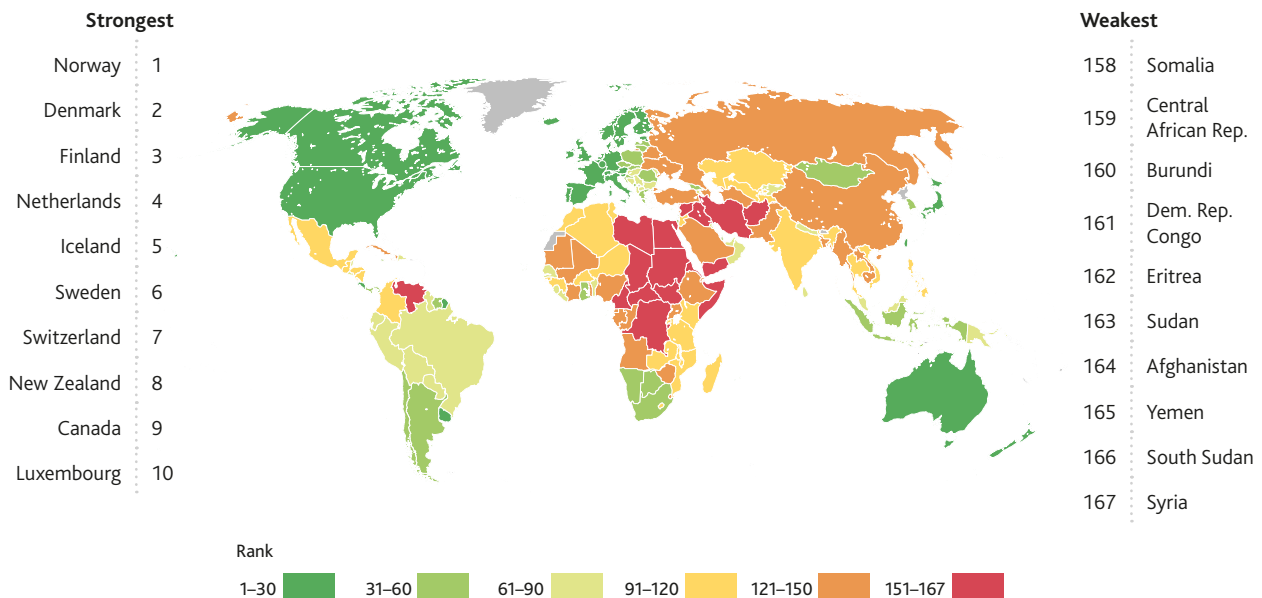 Strongest
Norway 1
Denmark 2
Finland 3
Netherlands 4
Iceland 5
Sweden 6
Switzerland 7
New Zealand 8
Canada 9
Luxembourg 10
Weakest
158 Somalia
159 Central
African Rep.
160 Burundi
161 Dem. Rep.
Congo
162 Eritrea
163 Sudan
164 Afghanistan
165 Yemen
166 South Sudan
167 Syria
Rank
1–30 31–60 61–90 91–120 121–150 151–167